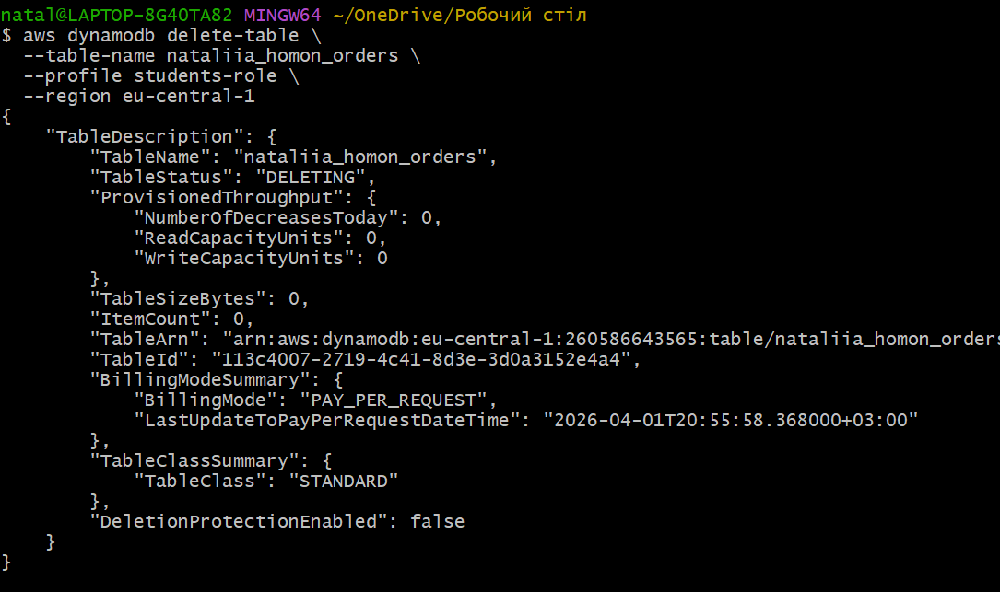 natal@LAPTOP-8G4OTA82 MINGW64 ~/OneDrive/Робочий стіл
$ aws dynamodb delete-table \
  --table-name nataliia_homon_orders \
  --profile students-role \
  --region eu-central-1
{
    "TableDescription": {
        "TableName": "nataliia_homon_orders",
        "TableStatus": "DELETING",
        "ProvisionedThroughput": {
            "NumberOfDecreasesToday": 0,
            "ReadCapacityUnits": 0,
            "WriteCapacityUnits": 0
        },
        "TableSizeBytes": 0,
        "ItemCount": 0,
        "TableArn": "arn:aws:dynamodb:eu-central-1:260586643565:table/nataliia_homon_orders
        "TableId": "113c4007-2719-4c41-8d3e-3d0a3152e4a4",
        "BillingModeSummary": {
            "BillingMode": "PAY_PER_REQUEST",
            "LastUpdateToPayPerRequestDateTime": "2026-04-01T20:55:58.368000+03:00"
        },
        "TableClassSummary": {
            "TableClass": "STANDARD"
        },
        "DeletionProtectionEnabled": false
    }
}